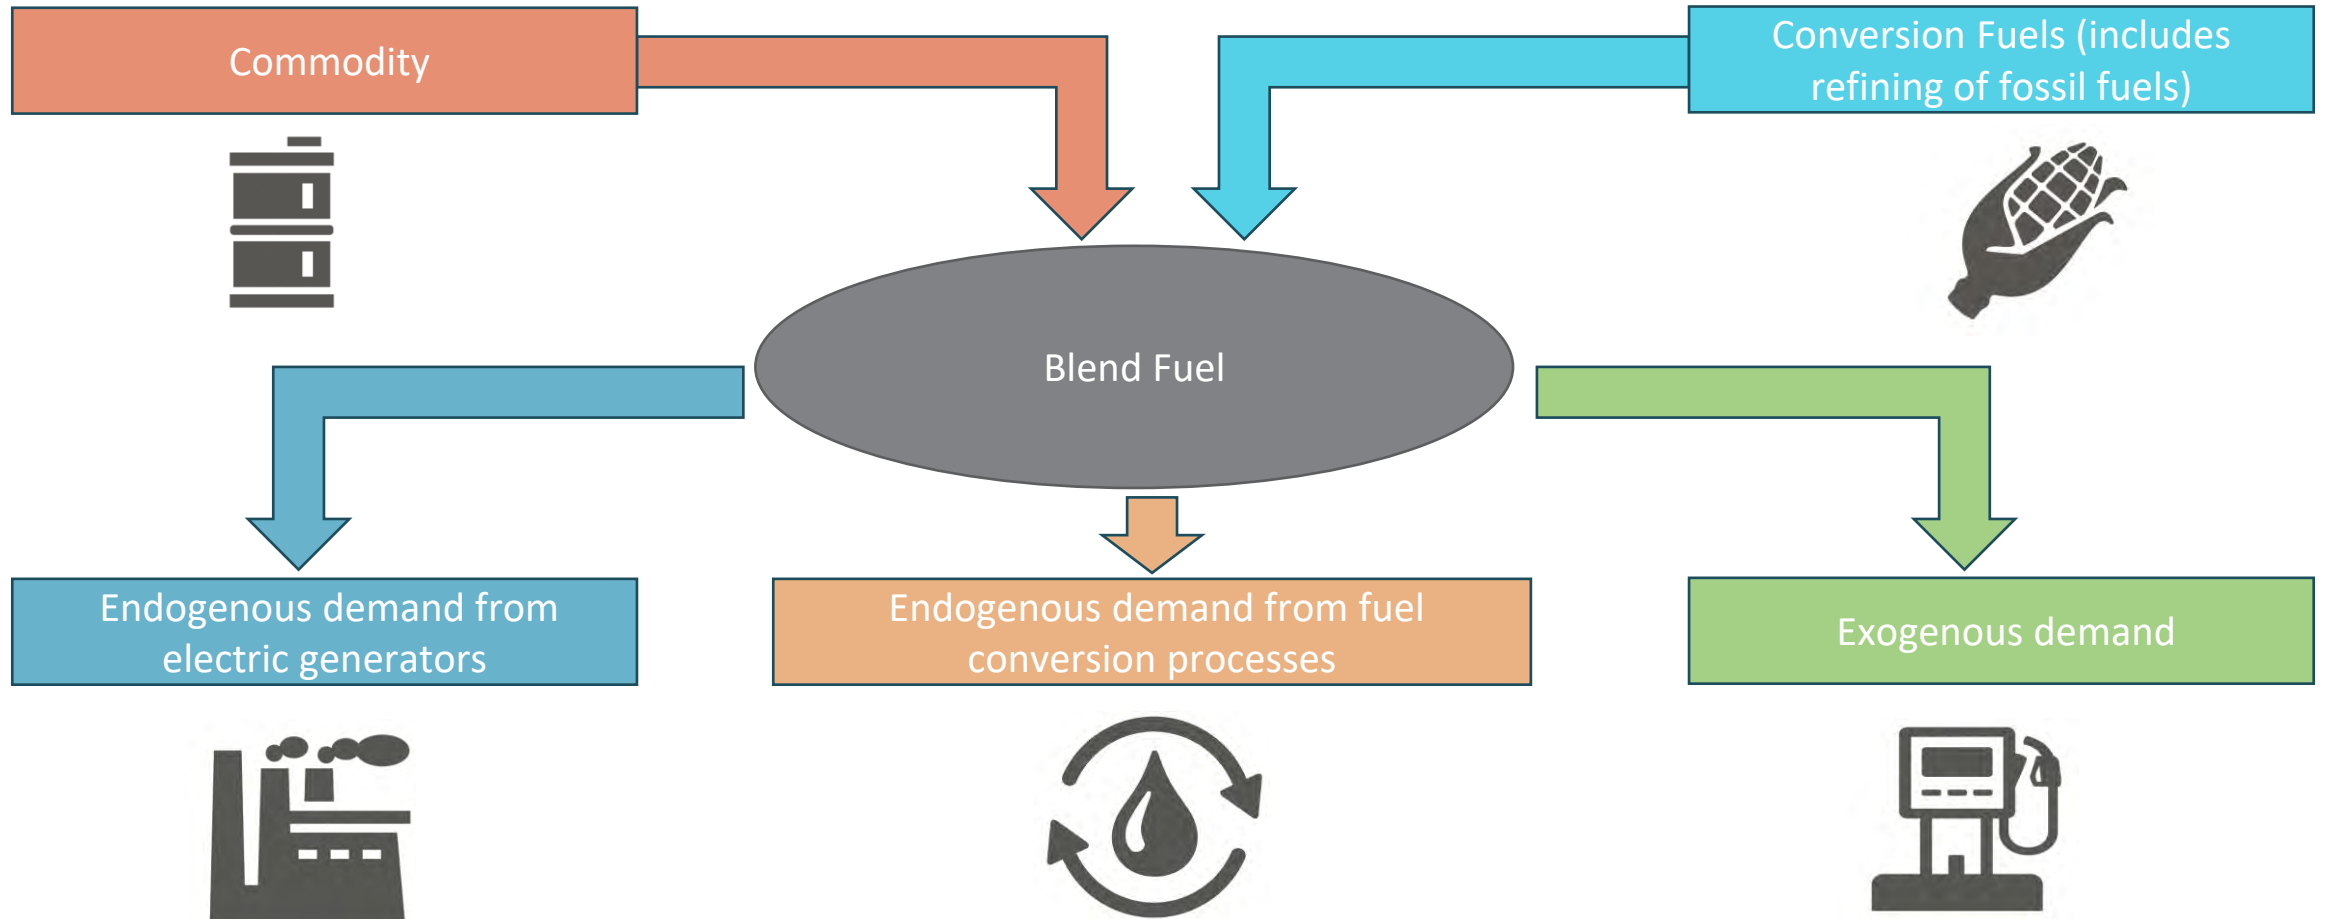 Commodity
Conversion Fuels (includes
refining of fossil fuels)
Blend Fuel
Endogenous demand from
electric generators
Endogenous demand from fuel
conversion processes
Exogenous demand